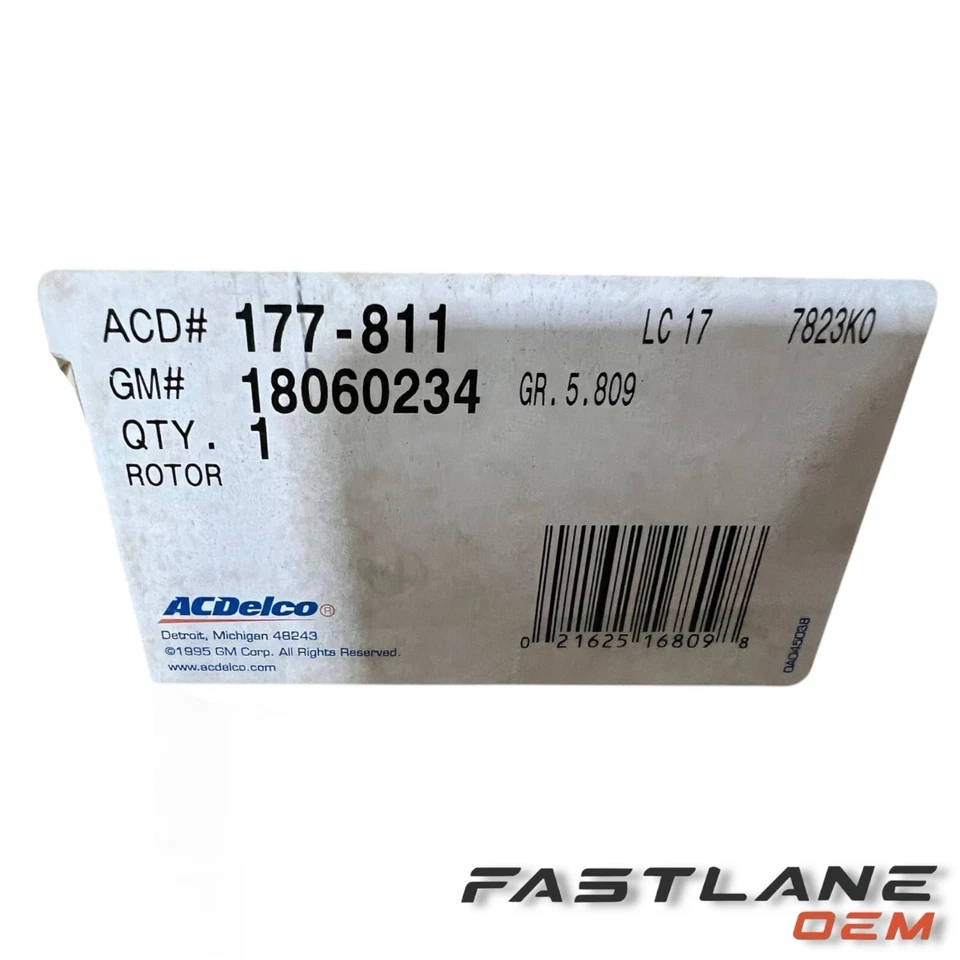 ACD# 177-811 LC 17 7823K0
GM# 18060234 GR. 5.809
QTY. 1
ROTOR
ACDelco®
Detroit, Michigan 48243
©1995 GM Corp. All Rights Reserved.
www.acdelco.com
0 21625 16809 8
0A045038
FASTLANE
OEM